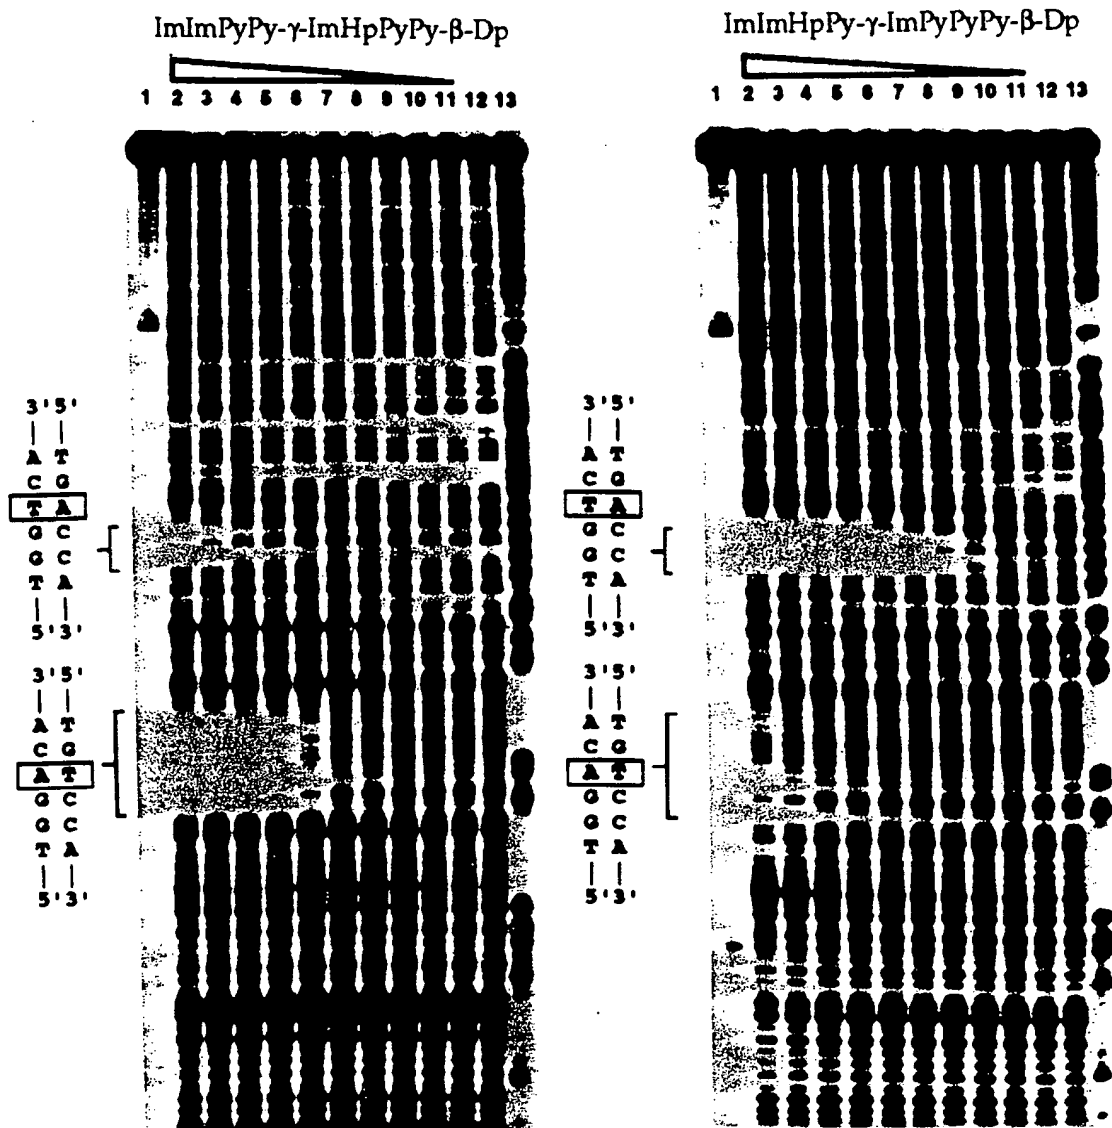 ImImPyPy-γ-ImHpPyPy-β-Dp
1 2 3 4 5 6 7 8 9 10 11 12 13
3'5'
A T
C G
T A
G C
G C
T A
5'3'
3'5'
A T
C G
A T
G C
G C
T A
5'3'
ImImHpPy-γ-ImPyPyPy-β-Dp
1 2 3 4 5 6 7 8 9 10 11 12 13
3'5'
A T
C G
T A
G C
G C
T A
5'3'
3'5'
A T
C G
A T
G C
G C
T A
5'3'